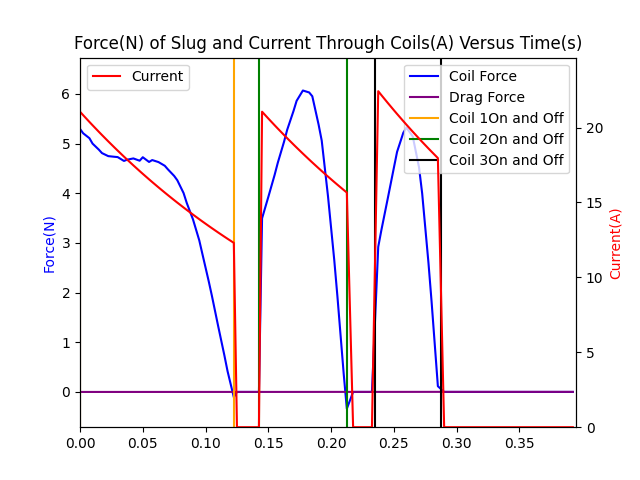 Force(N) of Slug and Current Through Coils(A) Versus Time(s)
Current
Coil Force
Drag Force
Coil 1On and Off
Coil 2On and Off
Coil 3On and Off
Force(N)
6
5
4
3
2
1
0
Current(A)
20
15
10
5
0
0.00 0.05 0.10 0.15 0.20 0.25 0.30 0.35